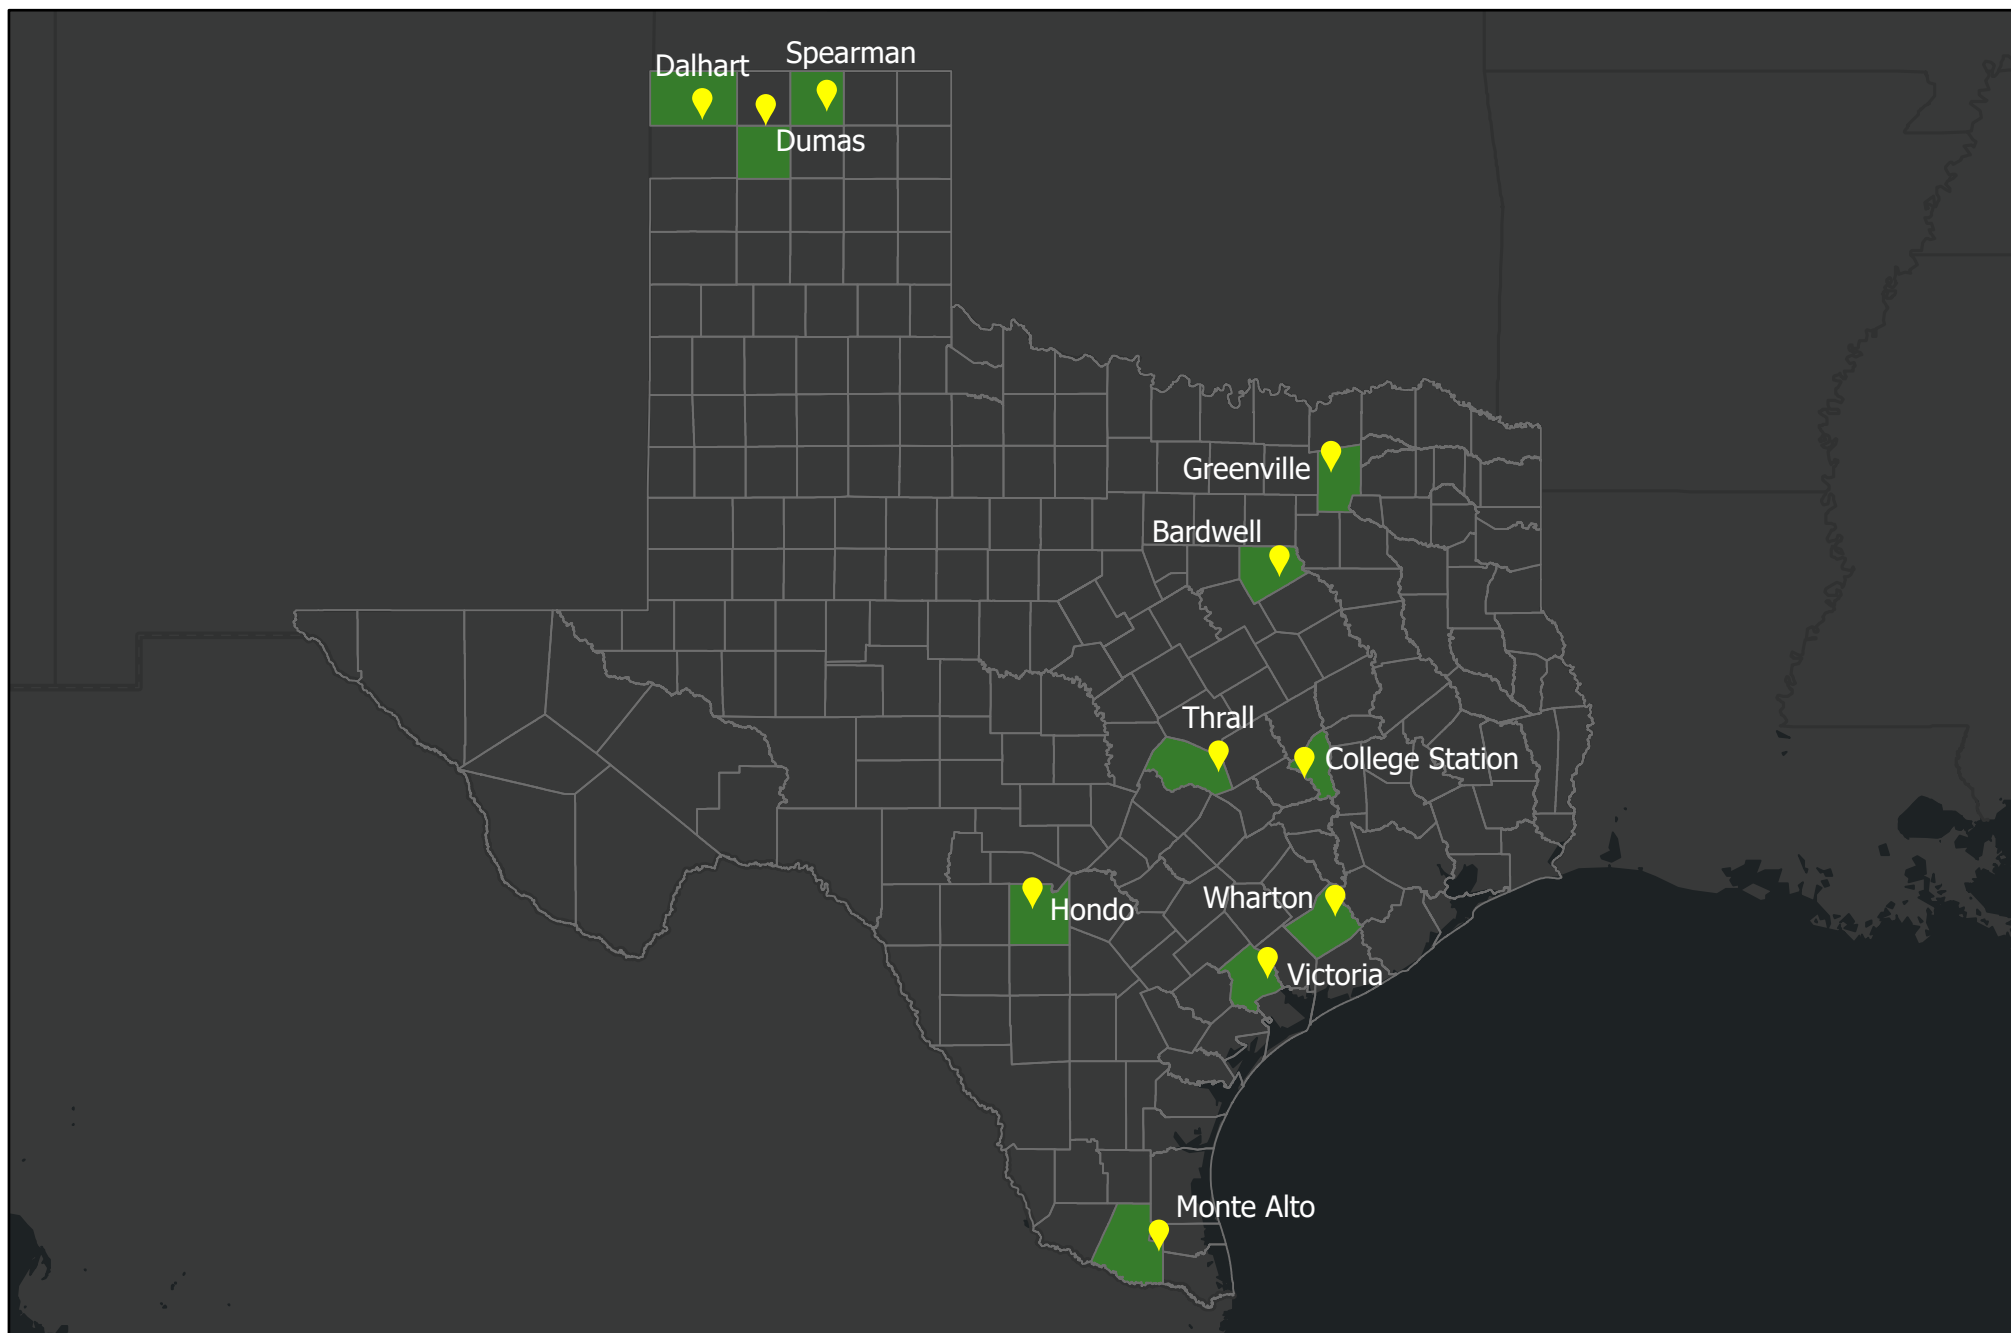 Spearman
Dalhart
Dumas
Greenville
Bardwell
Thrall
College Station
Wharton
Hondo
Victoria
Monte Alto